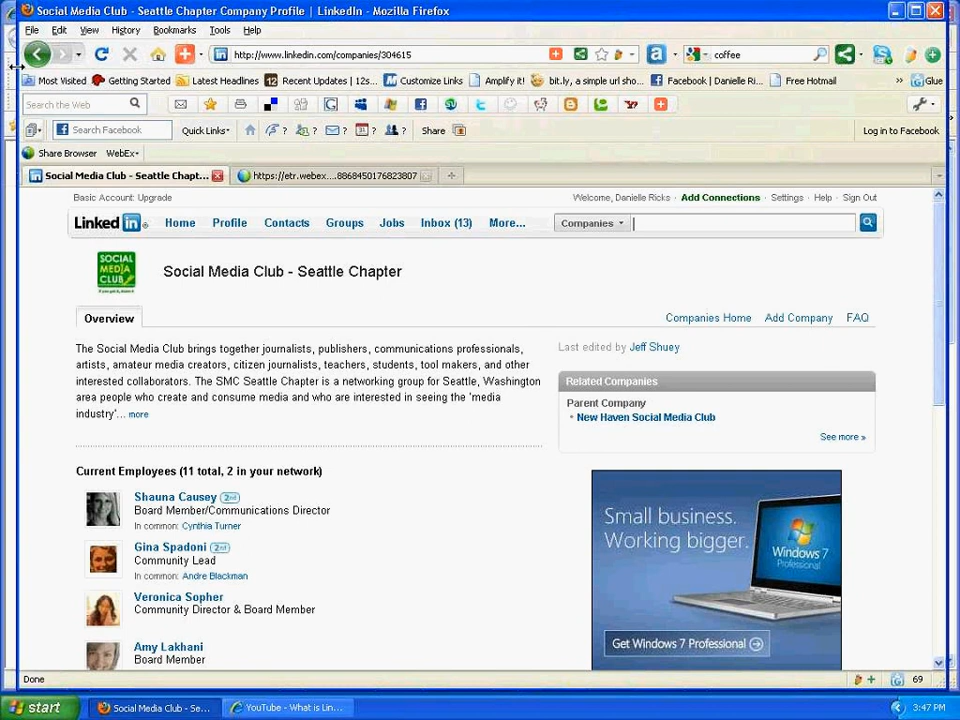 Social Media Club - Seattle Chapter Company Profile | LinkedIn - Mozilla Firefox
File Edit View History Bookmarks Tools Help
http://www.linkedin.com/companies/304615
coffee
Most Visited Getting Started Latest Headlines 12 Recent Updates | 12s... Customize Links Amplify it! bit.ly, a simple url sho... Facebook | Danielle Ri... Free Hotmail » Glue
Search the Web
Search Facebook Quick Links Share Log in to Facebook
Share Browser WebEx
Social Media Club - Seattle Chapt... https://etr.webex....8868450176823807
Basic Account: Upgrade Welcome, Danielle Ricks · Add Connections · Settings · Help · Sign Out
Linked in Home Profile Contacts Groups Jobs Inbox (13) More... Companies
SOCIAL MEDIA CLUB
Social Media Club - Seattle Chapter
Overview Companies Home Add Company FAQ
The Social Media Club brings together journalists, publishers, communications professionals,
artists, amateur media creators, citizen journalists, teachers, students, tool makers, and other
interested collaborators. The SMC Seattle Chapter is a networking group for Seattle, Washington
area people who create and consume media and who are interested in seeing the 'media
industry'... more
Last edited by Jeff Shuey
Related Companies
Parent Company
• New Haven Social Media Club
See more »
Current Employees (11 total, 2 in your network)
Shauna Causey 2nd
Board Member/Communications Director
In common: Cynthia Turner
Gina Spadoni 2nd
Community Lead
In common: Andre Blackman
Veronica Sopher
Community Director & Board Member
Amy Lakhani
Board Member
Small business.
Working bigger.
Windows 7
Professional
Get Windows 7 Professional
Done 69
start Social Media Club - Se... YouTube - What is Lin... 3:47 PM